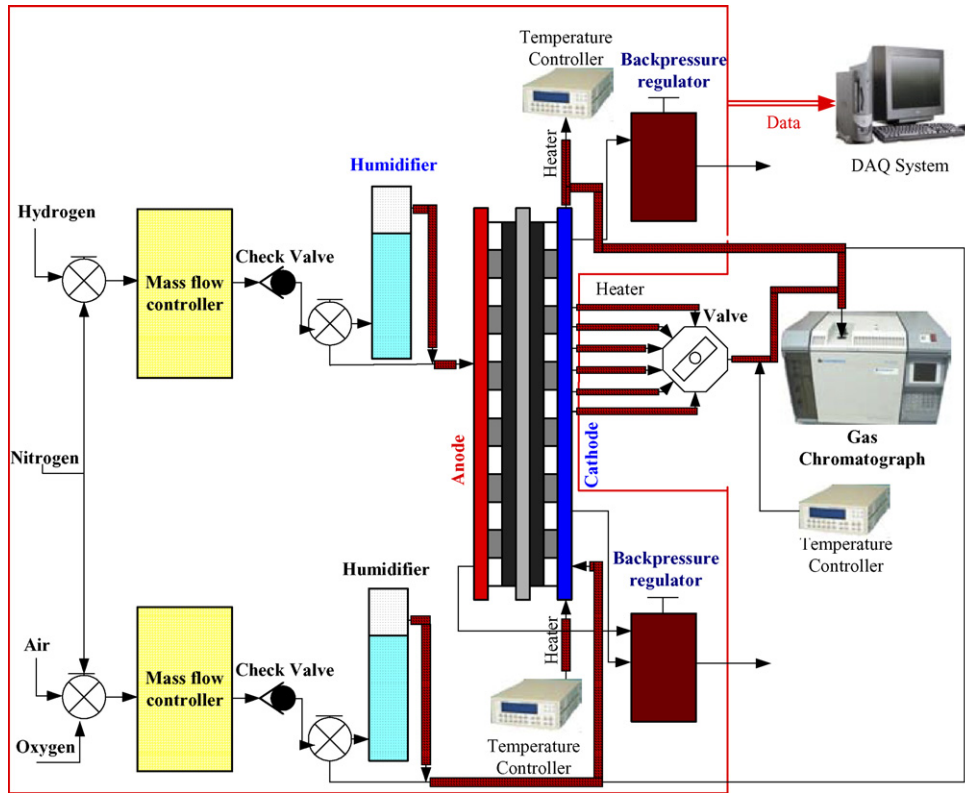 Temperature
Controller
Backpressure
regulator
Data
DAQ System
Heater
Humidifier
Hydrogen
Mass flow
controller
Check Valve
Heater
Valve
Gas
Chromatograph
Anode
Cathode
Nitrogen
Temperature
Controller
Humidifier
Backpressure
regulator
Heater
Air
Mass flow
controller
Check Valve
Oxygen
Temperature
Controller